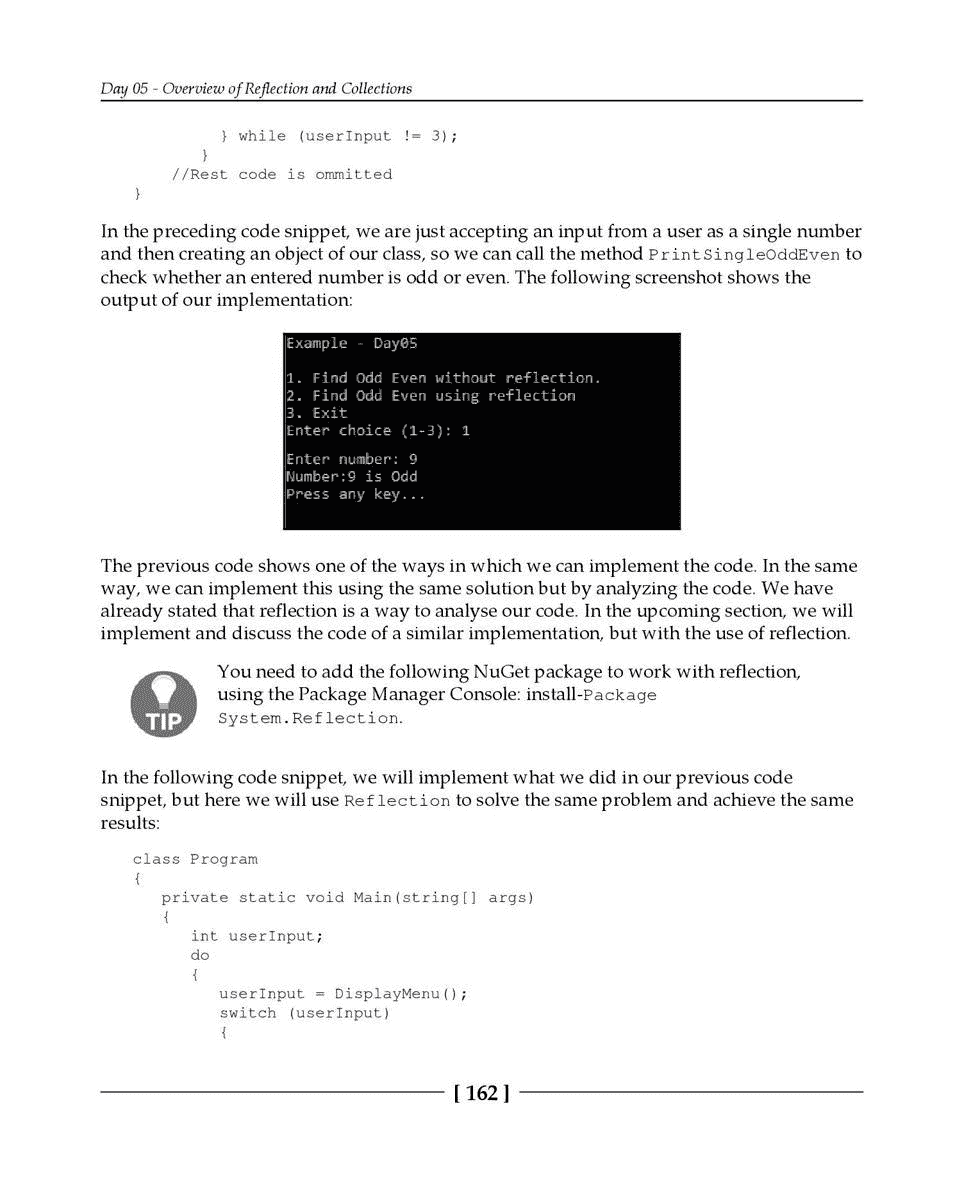 Day 05 - Overview of Reflection and Collections
} while (userInput != 3);
}
//Rest code is ommitted
}
In the preceding code snippet, we are just accepting an input from a user as a single number
and then creating an object of our class, so we can call the method PrintSingleOddEven to
check whether an entered number is odd or even. The following screenshot shows the
output of our implementation:
Example - Day05
1. Find Odd Even without reflection.
2. Find Odd Even using reflection
3. Exit
Enter choice (1-3): 1
Enter number: 9
Number:9 is Odd
Press any key...
The previous code shows one of the ways in which we can implement the code. In the same
way, we can implement this using the same solution but by analyzing the code. We have
already stated that reflection is a way to analyse our code. In the upcoming section, we will
implement and discuss the code of a similar implementation, but with the use of reflection.
TIP
You need to add the following NuGet package to work with reflection,
using the Package Manager Console: install-Package
System.Reflection.
In the following code snippet, we will implement what we did in our previous code
snippet, but here we will use Reflection to solve the same problem and achieve the same
results:
class Program
{
private static void Main(string[] args)
{
int userInput;
do
{
userInput = DisplayMenu();
switch (userInput)
{
[ 162 ]